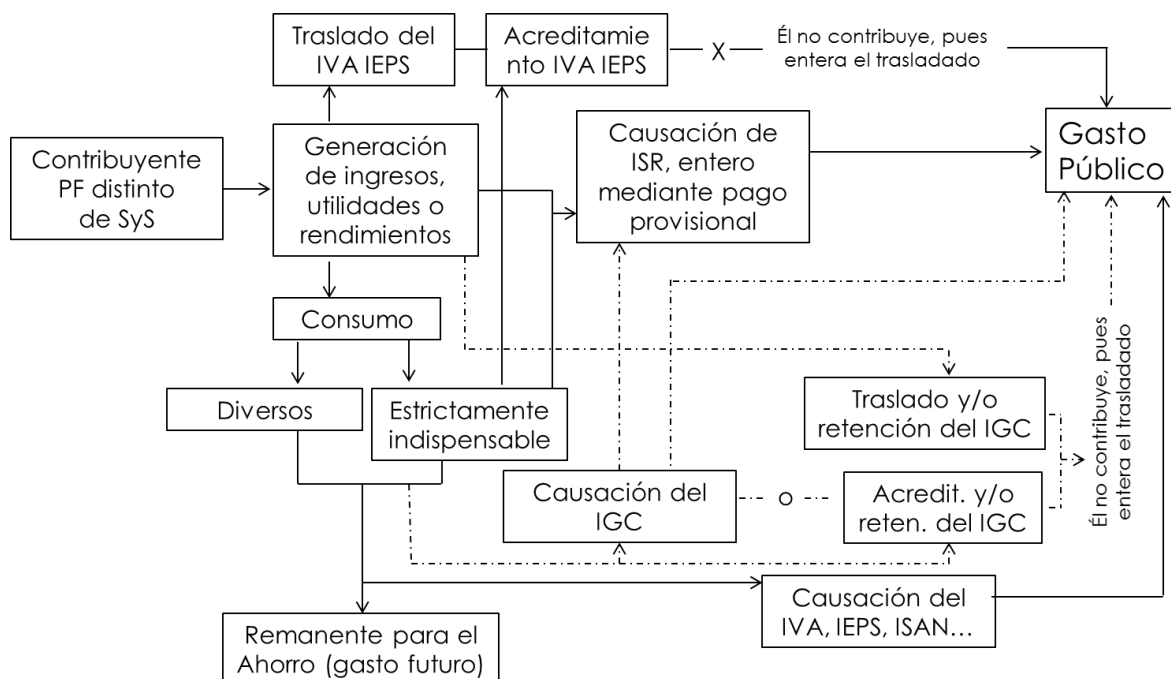 Traslado del
IVA IEPS
Acreditamie
nto IVA IEPS
X
Él no contribuye, pues
entera el trasladado
Contribuyente
PF distinto
de SyS
Generación
de ingresos,
utilidades o
rendimientos
Causación de
ISR, entero
mediante pago
provisional
Gasto
Público
Consumo
Diversos
Estrictamente
indispensable
Traslado y/o
retención del IGC
Él no contribuye, pues
entera el trasladado
Causación del
IGC
O
Acredit. y/o
reten. del IGC
Causación del
IVA, IEPS, ISAN...
Remanente para el
Ahorro (gasto futuro)